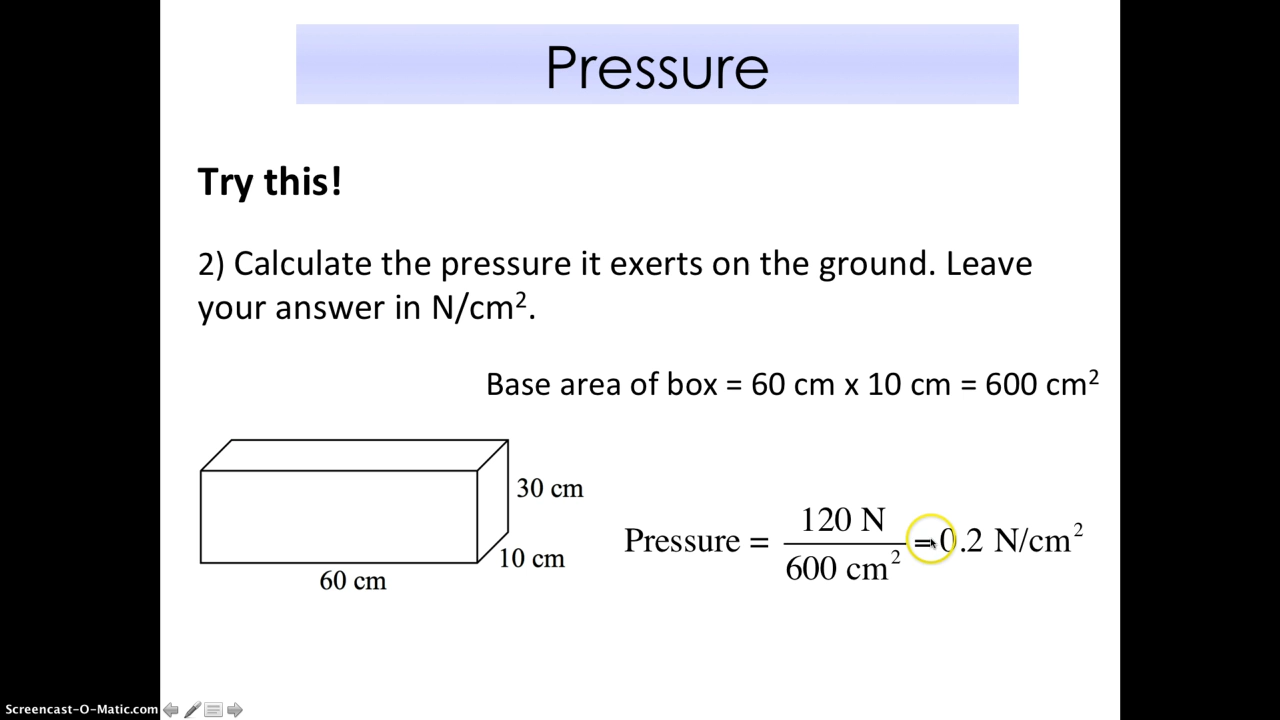 Pressure
Try this!
2) Calculate the pressure it exerts on the ground. Leave
your answer in N/cm².
Base area of box = 60 cm x 10 cm = 600 cm²
30 cm
10 cm
60 cm
Pressure = 120 N / 600 cm² = 0.2 N/cm²
Screencast-O-Matic.com